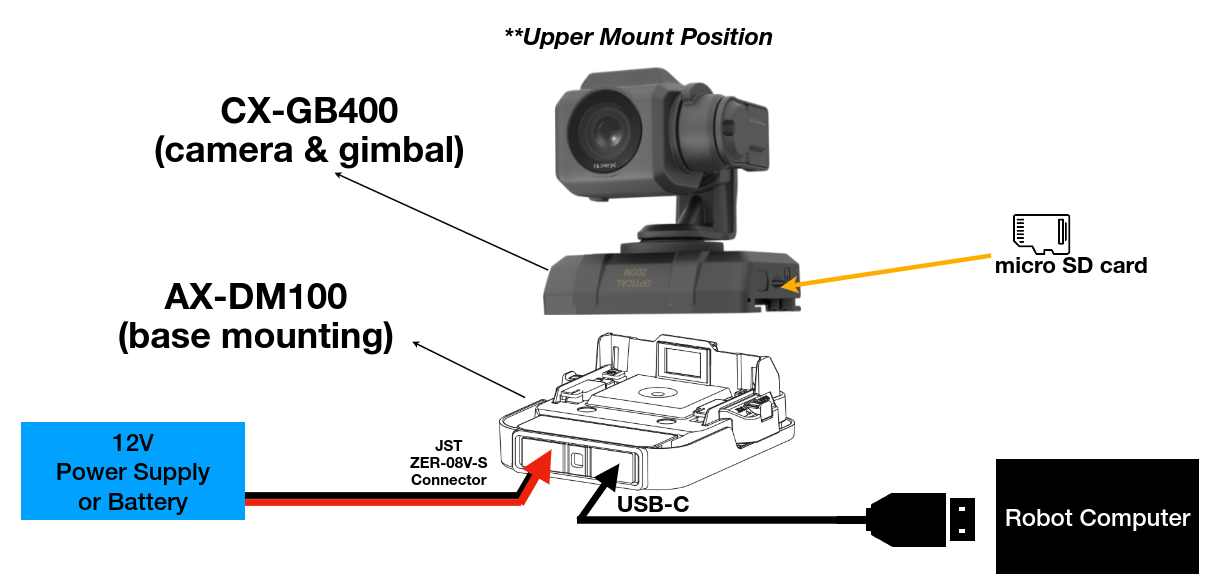 **Upper Mount Position
CX-GB400
(camera & gimbal)
Xacti
micro SD card
OPTICAL
ZOOM
AX-DM100
(base mounting)
12V
Power Supply
or Battery
JST
ZER-08V-S
Connector
USB-C
Robot Computer